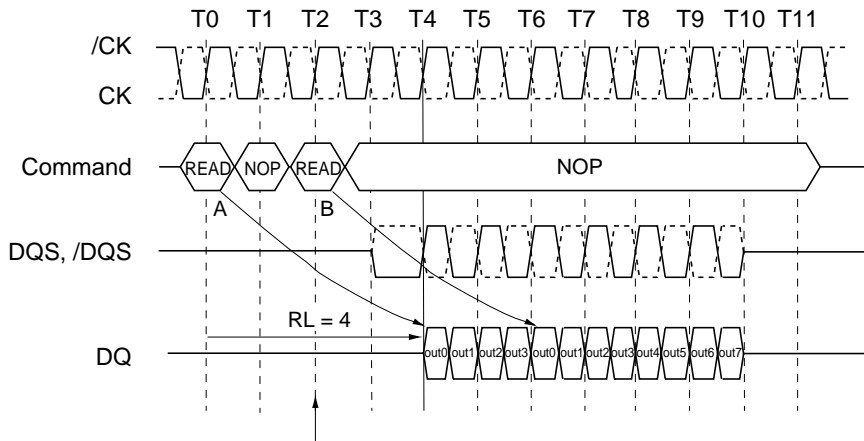 T0 T1 T2 T3 T4 T5 T6 T7 T8 T9 T10 T11
/CK
CK
Command READ NOP READ NOP
A B
DQS, /DQS
RL = 4
DQ out0 out1 out2 out3 out0 out1 out2 out3 out4 out5 out6 out7